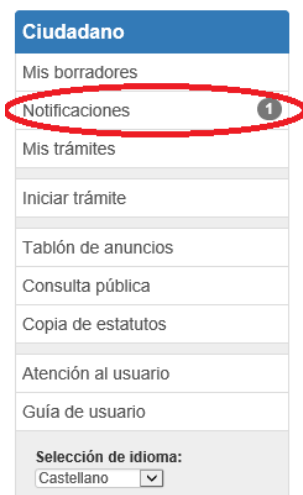 Ciudadano
Mis borradores
Notificaciones 1
Mis trámites
Iniciar trámite
Tablón de anuncios
Consulta pública
Copia de estatutos
Atención al usuario
Guía de usuario
Selección de idioma:
Castellano